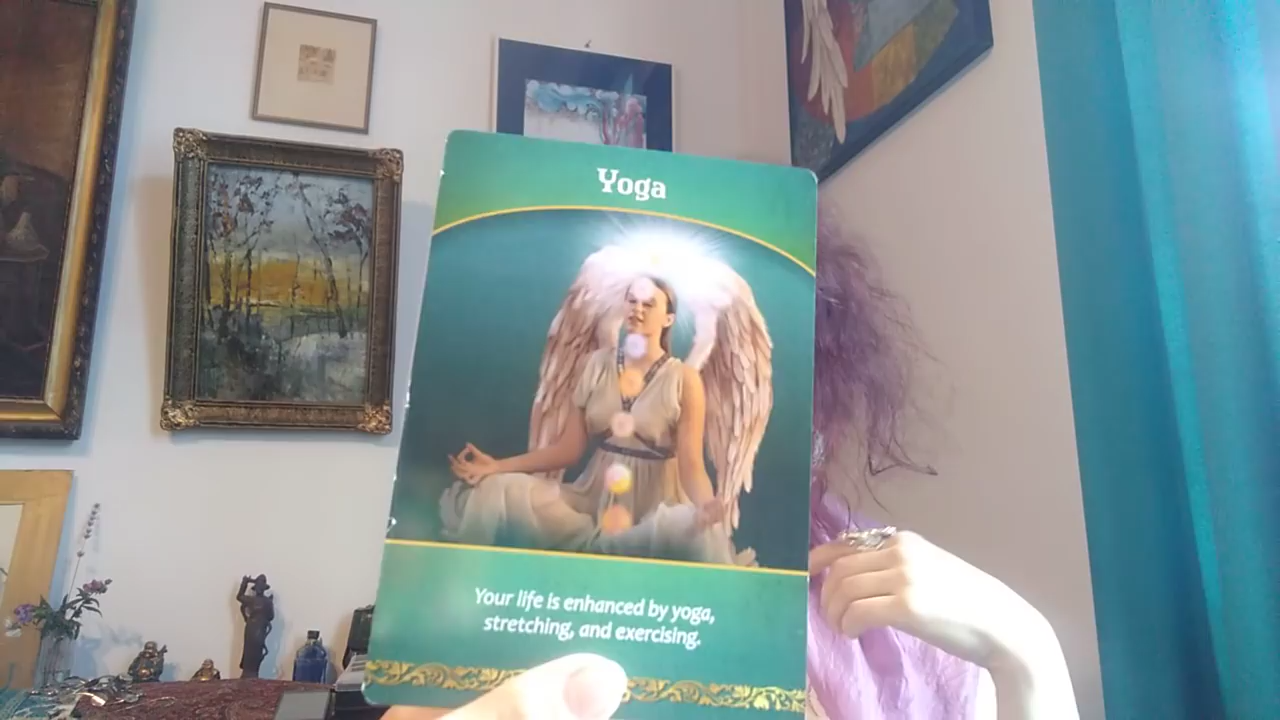 Yoga
Your life is enhanced by yoga,
stretching, and exercising.